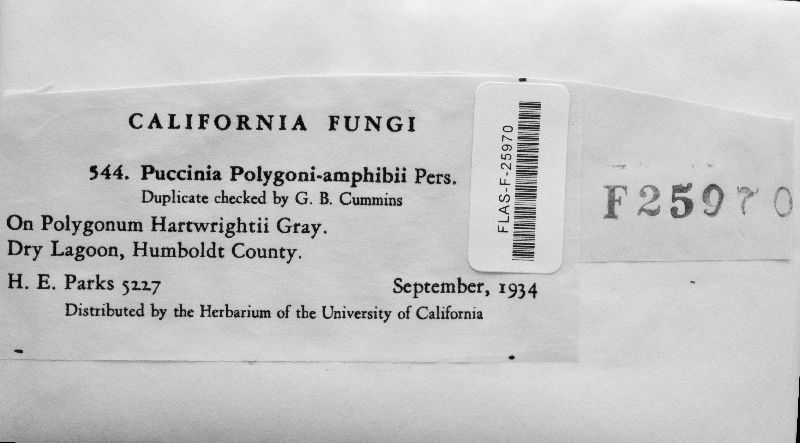 CALIFORNIA FUNGI
544. Puccinia Polygoni-amphibii Pers.
Duplicate checked by G. B. Cummins
On Polygonum Hartwrightii Gray.
Dry Lagoon, Humboldt County.
H. E. Parks 5227
September, 1934
Distributed by the Herbarium of the University of California
FLAS-F-25970
F25970